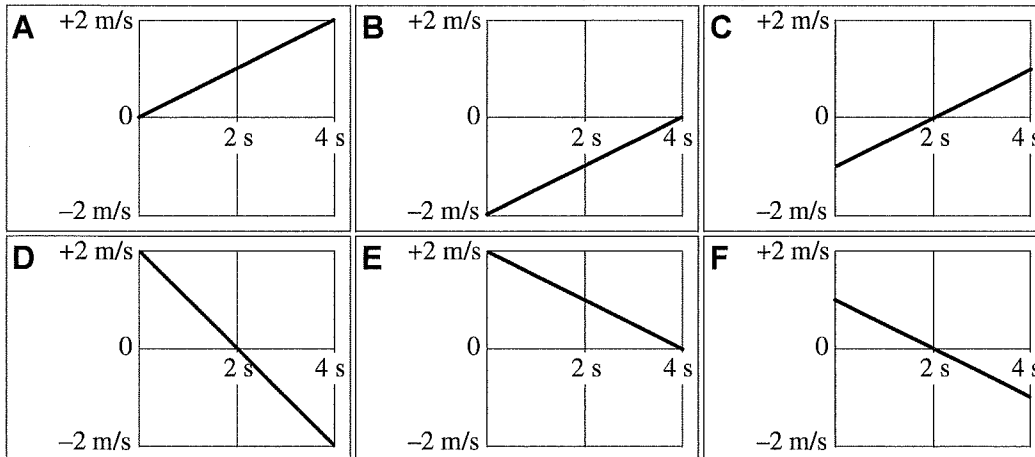 A +2 m/s
0
2 s 4 s
–2 m/s
B +2 m/s
0
2 s 4 s
–2 m/s
C +2 m/s
0
2 s 4 s
–2 m/s
D +2 m/s
0
2 s 4 s
–2 m/s
E +2 m/s
0
2 s 4 s
–2 m/s
F +2 m/s
0
2 s 4 s
–2 m/s